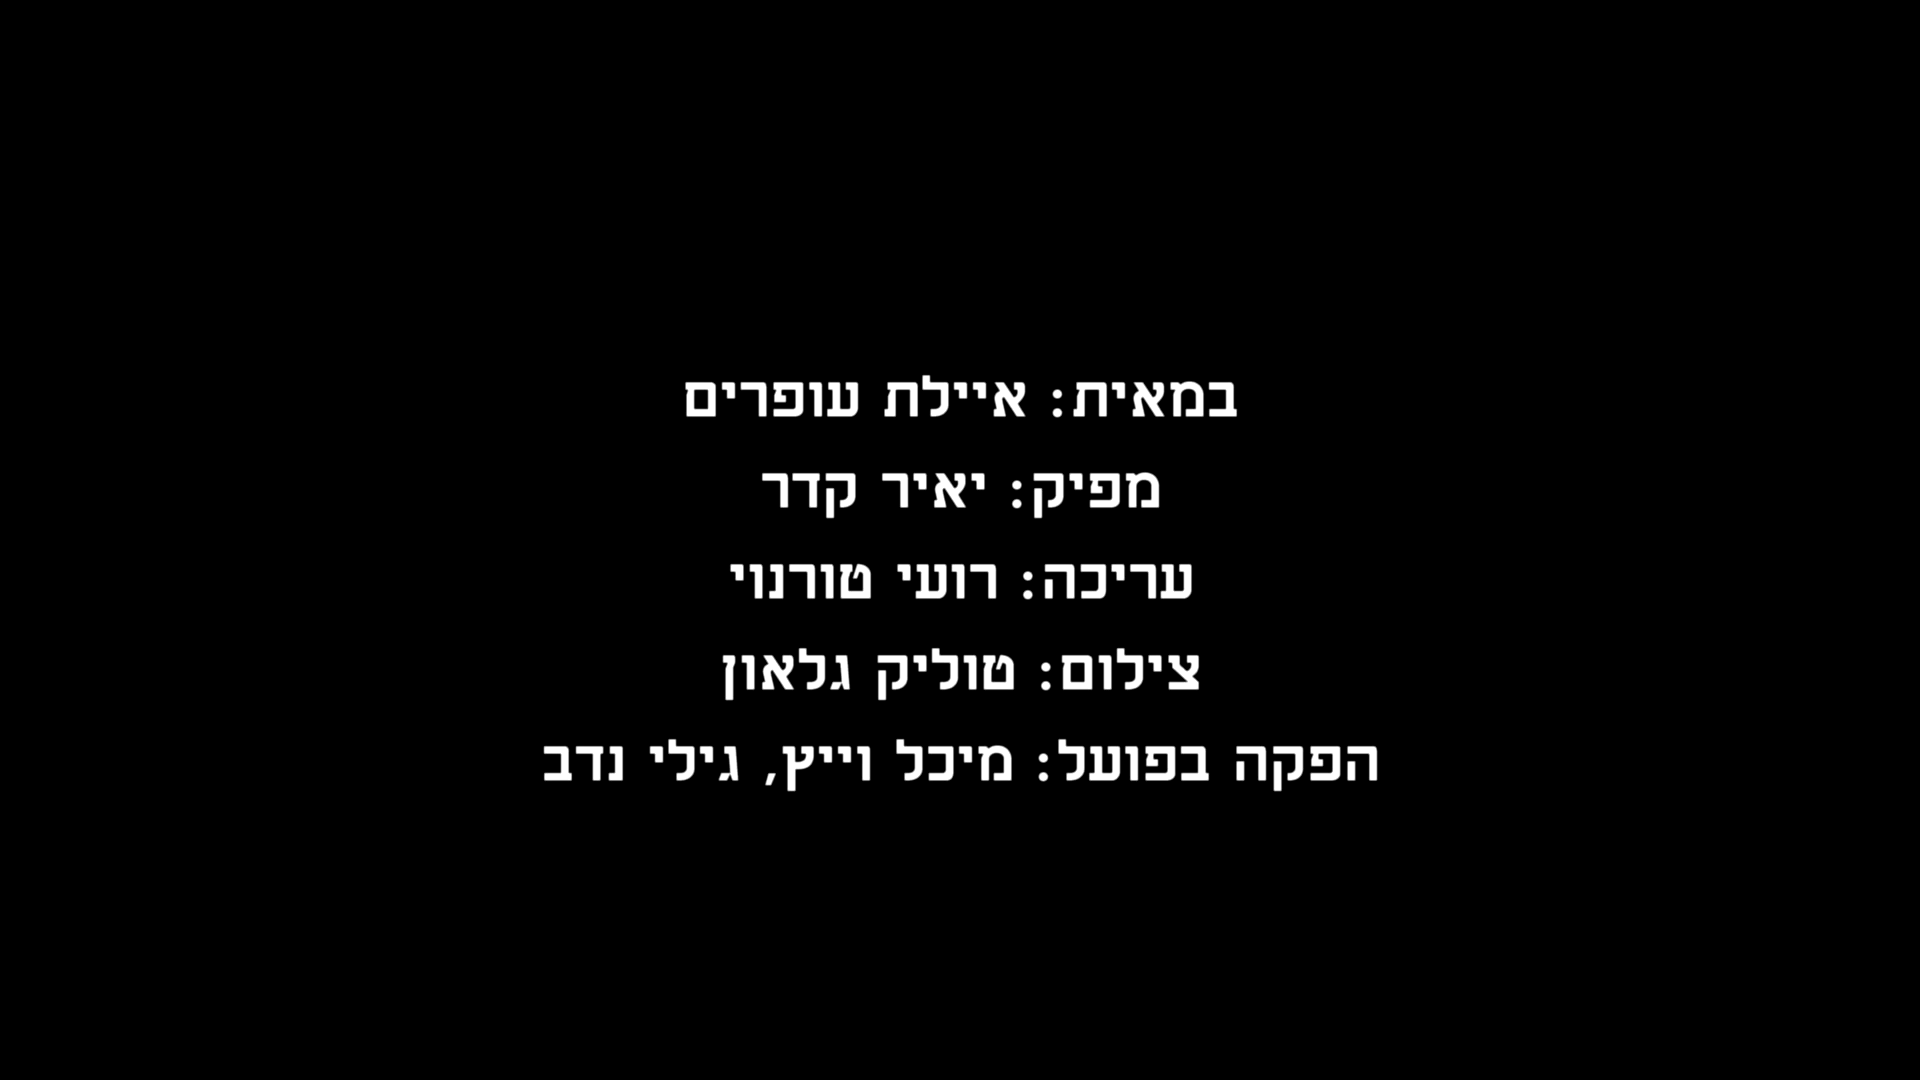 במאית: איילת עופרים
מפיק: יאיר קדר
עריכה: רועי טורנוי
צילום: טוליק גלאון
הפקה בפועל: מיכל וייץ, גילי נדב